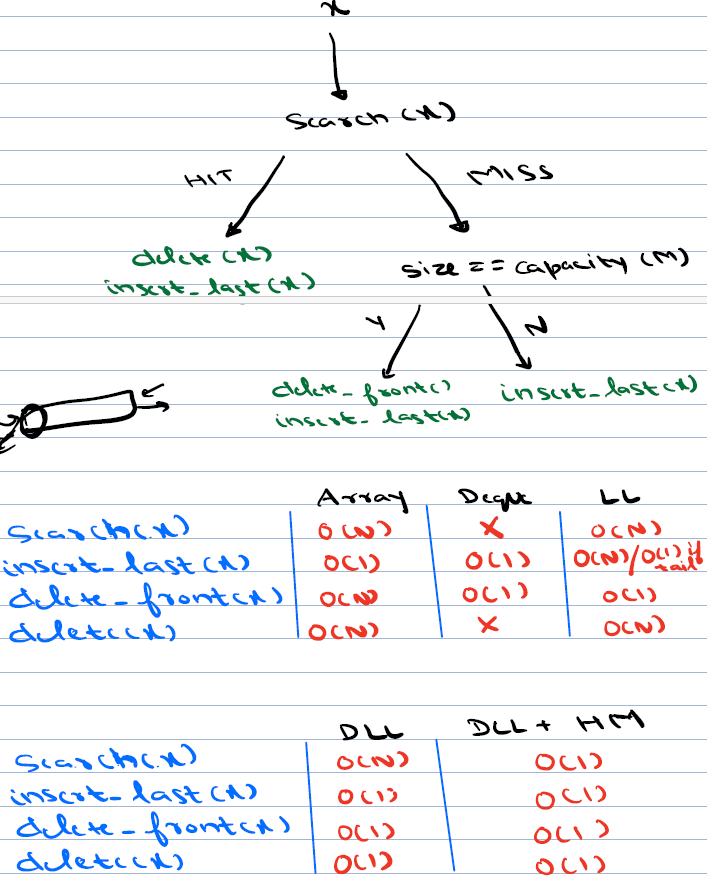 x
Search(x)
HIT
MISS
delete(x)
insert_last(x)
size == capacity(M)
Y
N
delete_front()
insert_last(x)
insert_last(x)
Array Deque LL
Search(x) O(N) X O(N)
insert_last(x) O(1) O(1) O(N)/O(1) if tail
delete_front(x) O(N) O(1) O(1)
delete(x) O(N) X O(N)
DLL DLL + HM
Search(x) O(N) O(1)
insert_last(x) O(1) O(1)
delete_front(x) O(1) O(1)
delete(x) O(1) O(1)